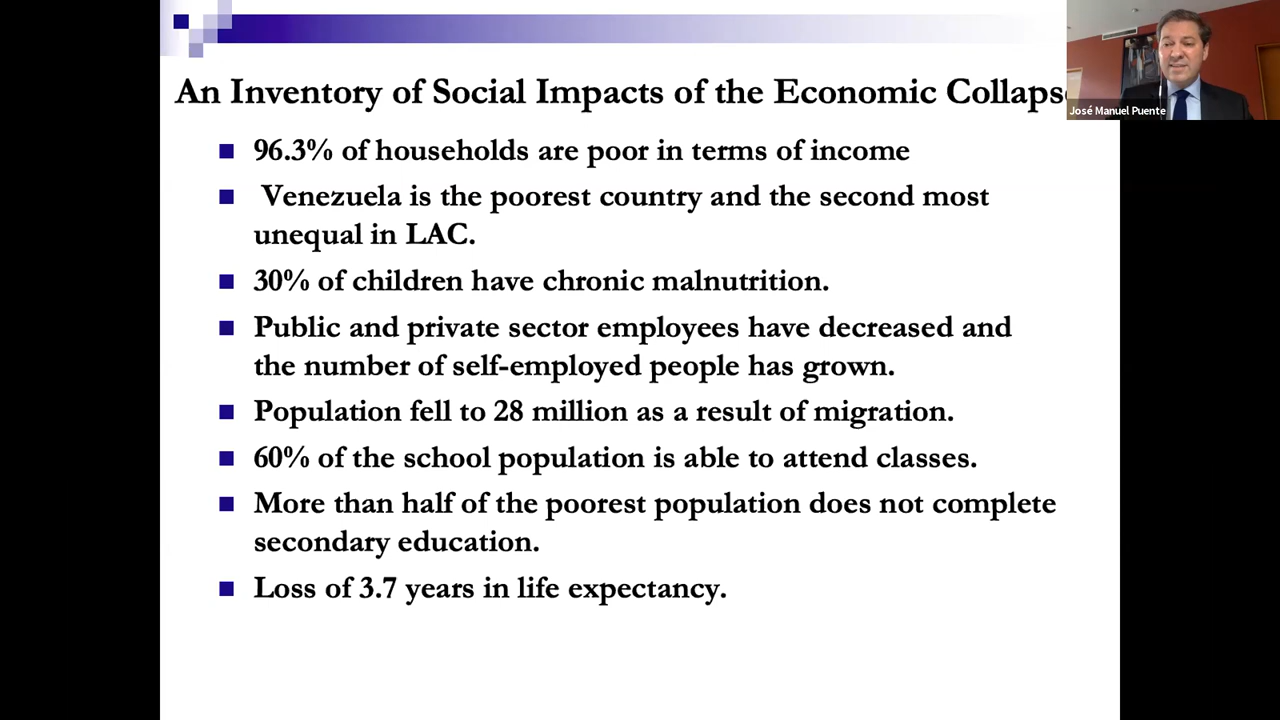 An Inventory of Social Impacts of the Economic Collapse
José Manuel Puente
96.3% of households are poor in terms of income
Venezuela is the poorest country and the second most
unequal in LAC.
30% of children have chronic malnutrition.
Public and private sector employees have decreased and
the number of self-employed people has grown.
Population fell to 28 million as a result of migration.
60% of the school population is able to attend classes.
More than half of the poorest population does not complete
secondary education.
Loss of 3.7 years in life expectancy.